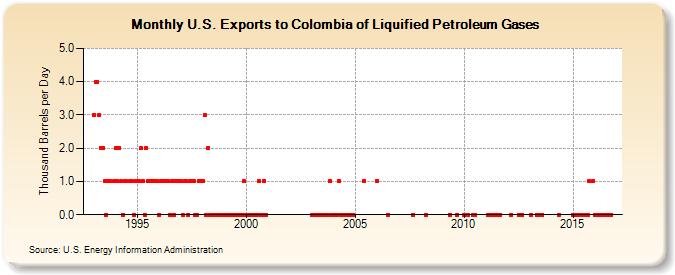 Monthly U.S. Exports to Colombia of Liquified Petroleum Gases
Thousand Barrels per Day
5.0
4.0
3.0
2.0
1.0
0.0
1995 2000 2005 2010 2015
Source: U.S. Energy Information Administration